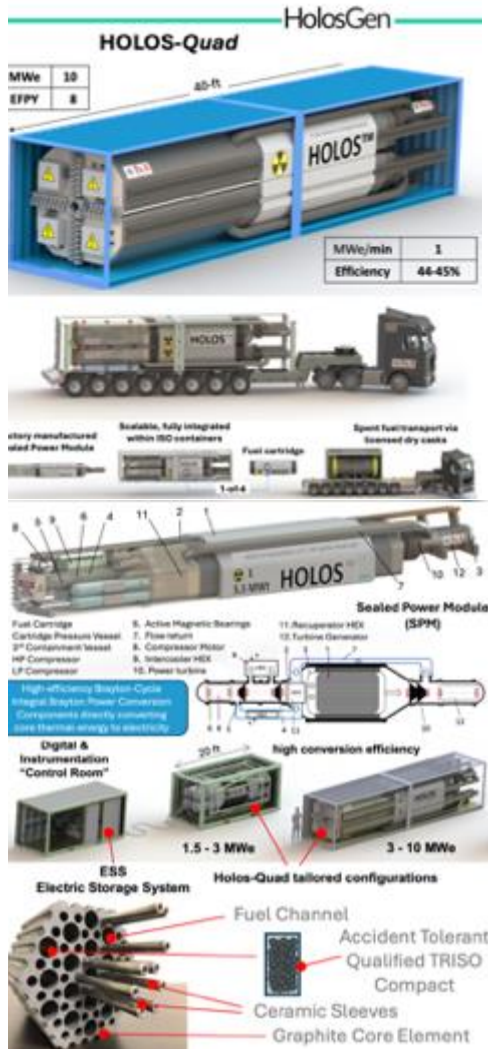 HolosGen
HOLOS-Quad
MWe 10
EFPY 8
40-ft
HOLOS™
MWe/min 1
Efficiency 44-45%
HOLOS
ctory manufactured
ealed Power Module
Scalable, fully integrated
within ISO containers
Fuel cartridge
Spent fuel transport via
licensed dry casks
1-of-4
8 9 6 4 11 2 1
HOLOS
7 10 12 3
Sealed Power Module
(SPM)
Fuel Cartridge
Cartridge Pressure Vessel
3rd Containment Vessel
HP Compressor
LP Compressor
6. Active Magnetic Bearings
7. Flow return
8. Compressor Motor
9. Intercooler HEX
10. Power turbine
11. Recuperator HEX
12. Turbine Generator
High-efficiency Brayton-Cycle
Integral Brayton Power Conversion
Components directly converting
core thermal energy to electricity
Digital &
Instrumentation
"Control Room"
20 ft
high conversion efficiency
HOLOS
1.5 - 3 MWe
3 - 10 MWe
ESS
Electric Storage System
Holos-Quad tailored configurations
Fuel Channel
Accident Tolerant
Qualified TRISO
Compact
Ceramic Sleeves
Graphite Core Element